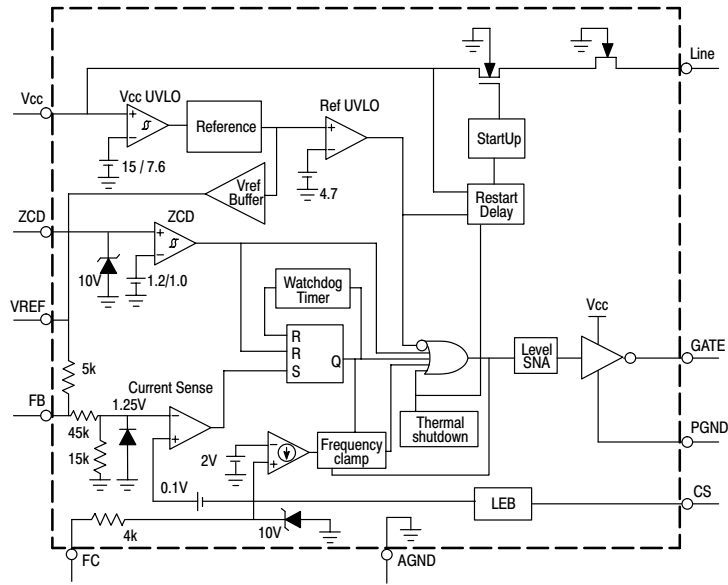 Line
Vcc
Vcc UVLO
Reference
Ref UVLO
StartUp
15 / 7.6
Vref
Buffer
4.7
Restart
Delay
ZCD
ZCD
10V
1.2/1.0
Watchdog
Timer
VREF
Vcc
R
R
S
Q
Level
SNA
GATE
5k
Current Sense
FB
1.25V
45k
15k
Thermal
shutdown
PGND
2V
Frequency
clamp
0.1V
LEB
CS
4k
10V
FC
AGND